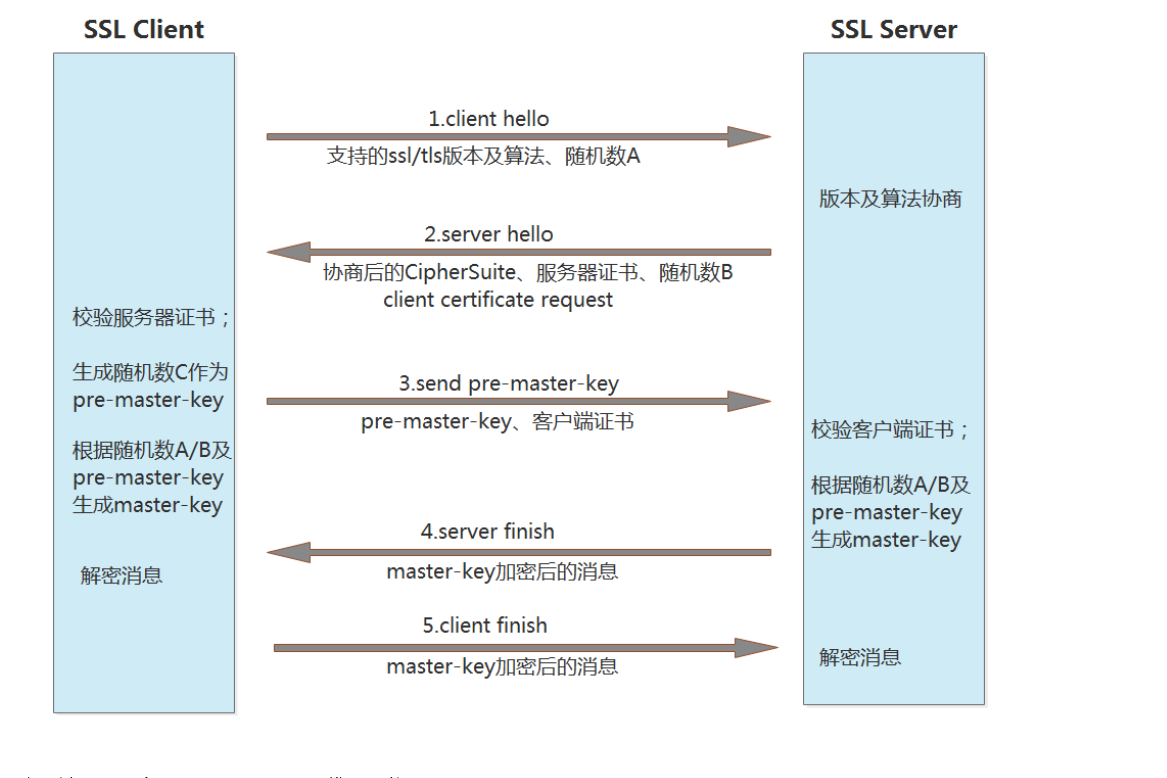 SSL Client
SSL Server
1.client hello
支持的ssl/tls版本及算法、随机数A
版本及算法协商
2.server hello
协商后的CipherSuite、服务器证书、随机数B
client certificate request
校验服务器证书；
生成随机数C作为
pre-master-key
根据随机数A/B及
pre-master-key
生成master-key
3.send pre-master-key
pre-master-key、客户端证书
校验客户端证书；
根据随机数A/B及
pre-master-key
生成master-key
4.server finish
master-key加密后的消息
解密消息
5.client finish
master-key加密后的消息
解密消息